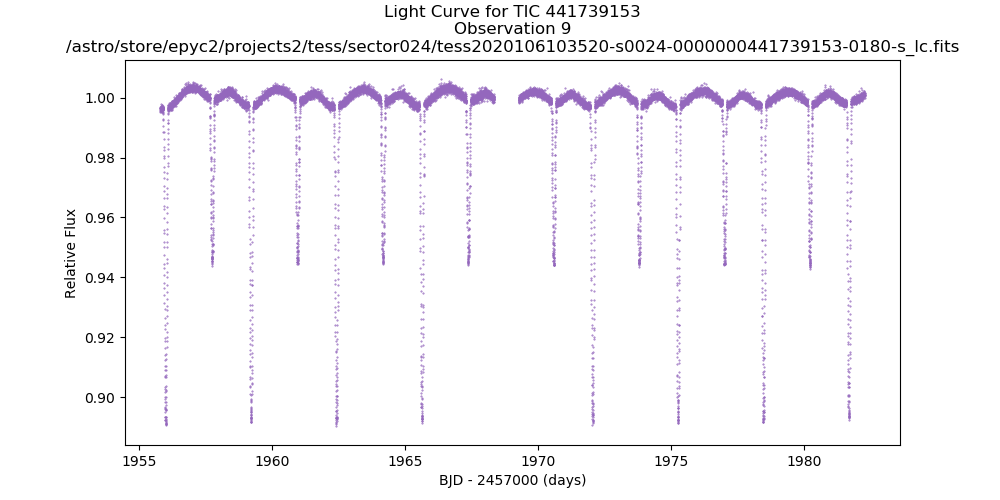 Light Curve for TIC 441739153
Observation 9
/astro/store/epyc2/projects2/tess/sector024/tess2020106103520-s0024-0000000441739153-0180-s_lc.fits
Relative Flux
1.00
0.98
0.96
0.94
0.92
0.90
1955
1960
1965
1970
1975
1980
BJD - 2457000 (days)